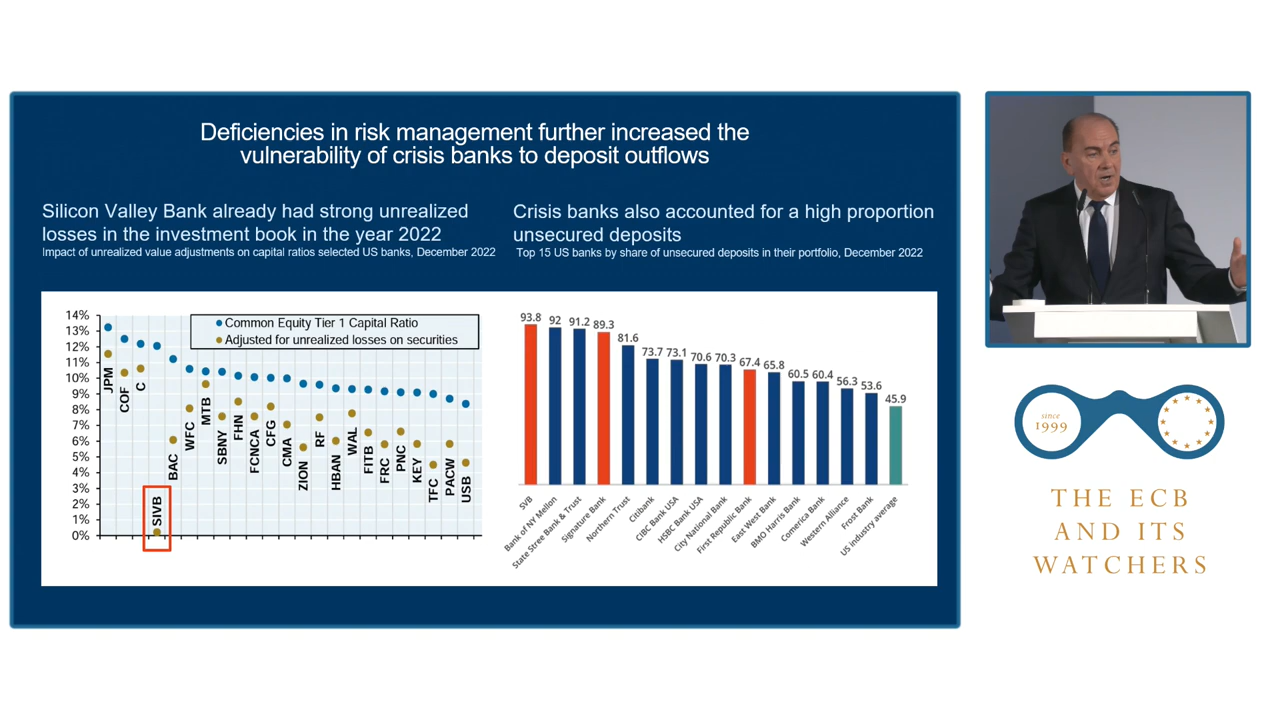 Deficiencies in risk management further increased the
vulnerability of crisis banks to deposit outflows
Silicon Valley Bank already had strong unrealized
losses in the investment book in the year 2022
Impact of unrealized value adjustments on capital ratios selected US banks, December 2022
Crisis banks also accounted for a high proportion
unsecured deposits
Top 15 US banks by share of unsecured deposits in their portfolio, December 2022
14%
13%
12%
11%
10%
9%
8%
7%
6%
5%
4%
3%
2%
1%
0%
Common Equity Tier 1 Capital Ratio
Adjusted for unrealized losses on securities
JPM
COF
C
SIVB
BAC
WFC
MTB
SBNY
FHN
FCNCA
CFG
CMA
ZION
RF
HBAN
WAL
FITB
FRC
PNC
KEY
TFC
PACW
USB
93.8
92
91.2
89.3
81.6
73.7
73.1
70.6
70.3
67.4
65.8
60.5
60.4
56.3
53.6
45.9
SVB
Bank of NY Mellon
State Stree Bank & Trust
Signature Bank
Northern Trust
Citibank
CIBC Bank USA
HSBC Bank USA
City National Bank
First Republic Bank
East West Bank
BMO Harris Bank
Comerica Bank
Western Alliance
Frost Bank
US industry average
since
1999
THE ECB
AND ITS
WATCHERS